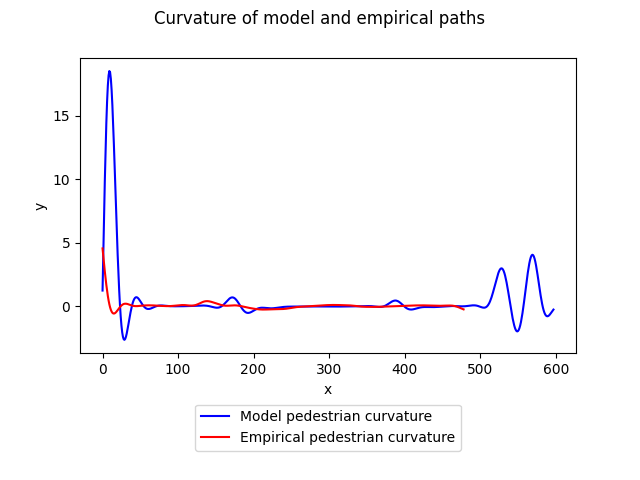 Curvature of model and empirical paths
15
10
5
0
y
0 100 200 300 400 500 600
x
Model pedestrian curvature
Empirical pedestrian curvature